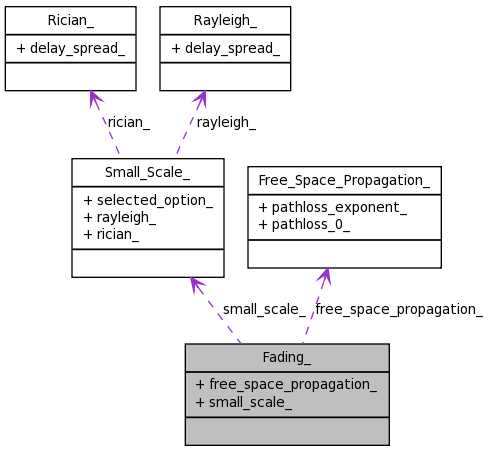 Rician_
+ delay_spread_
Rayleigh_
+ delay_spread_
rician_
rayleigh_
Small_Scale_
+ selected_option_
+ rayleigh_
+ rician_
Free_Space_Propagation_
+ pathloss_exponent_
+ pathloss_0_
small_scale_
free_space_propagation_
Fading_
+ free_space_propagation_
+ small_scale_